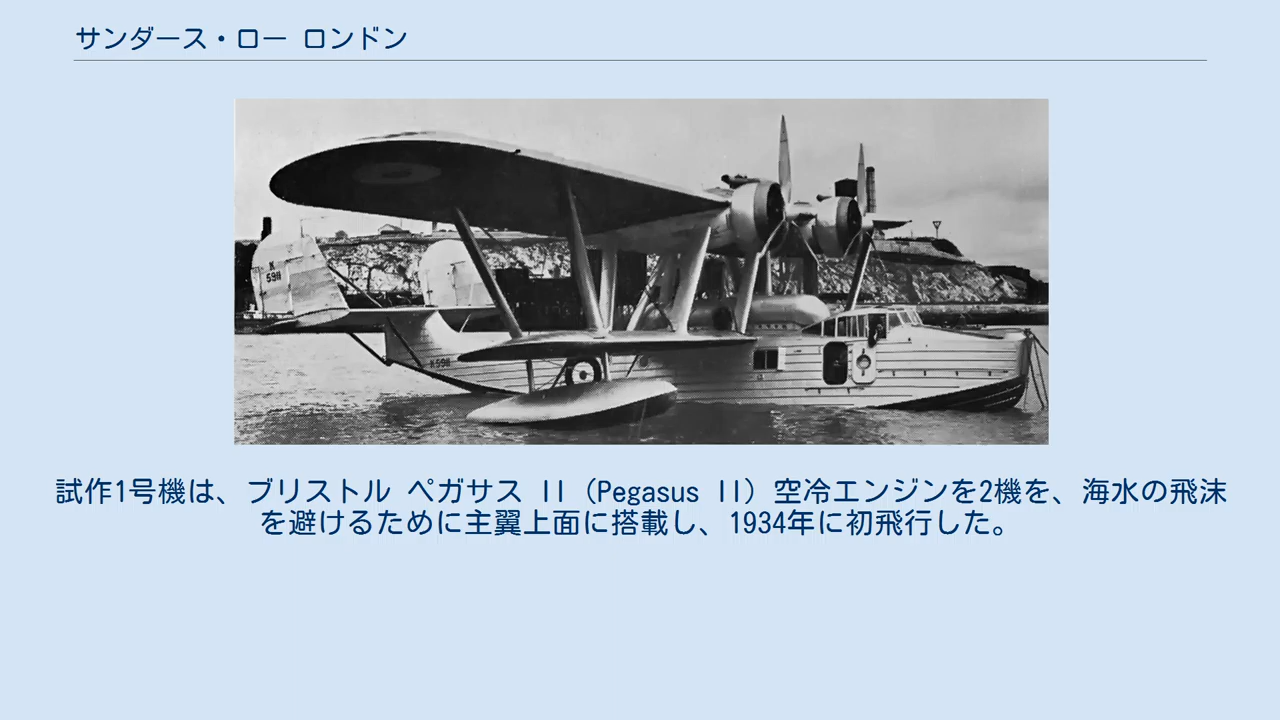 サンダース・ロー ロンドン
K
5911
K5911
試作1号機は、ブリストル ペガサス II（Pegasus II）空冷エンジンを2機を、海水の飛沫
を避けるために主翼上面に搭載し、1934年に初飛行した。